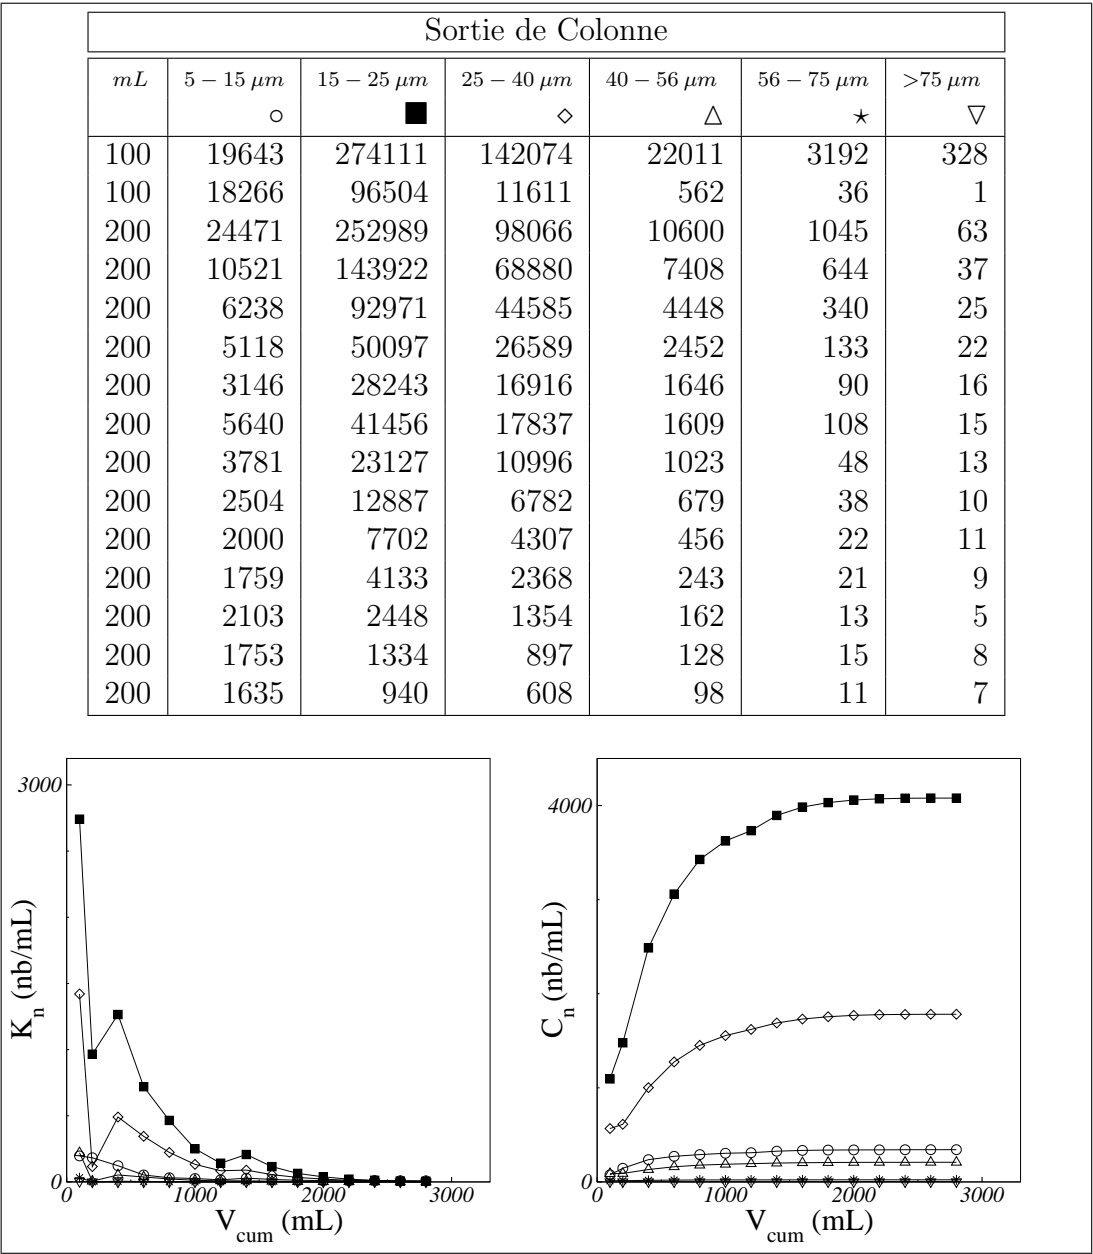 Sortie de Colonne
mL 5 – 15 μm 15 – 25 μm 25 – 40 μm 40 – 56 μm 56 – 75 μm >75 μm
○ ■ ◇ △ ⋆ ▽
100 19643 274111 142074 22011 3192 328
100 18266 96504 11611 562 36 1
200 24471 252989 98066 10600 1045 63
200 10521 143922 68880 7408 644 37
200 6238 92971 44585 4448 340 25
200 5118 50097 26589 2452 133 22
200 3146 28243 16916 1646 90 16
200 5640 41456 17837 1609 108 15
200 3781 23127 10996 1023 48 13
200 2504 12887 6782 679 38 10
200 2000 7702 4307 456 22 11
200 1759 4133 2368 243 21 9
200 2103 2448 1354 162 13 5
200 1753 1334 897 128 15 8
200 1635 940 608 98 11 7
3000
K_n (nb/mL)
0
0 1000 2000 3000
V_cum (mL)
4000
C_n (nb/mL)
0
0 1000 2000 3000
V_cum (mL)